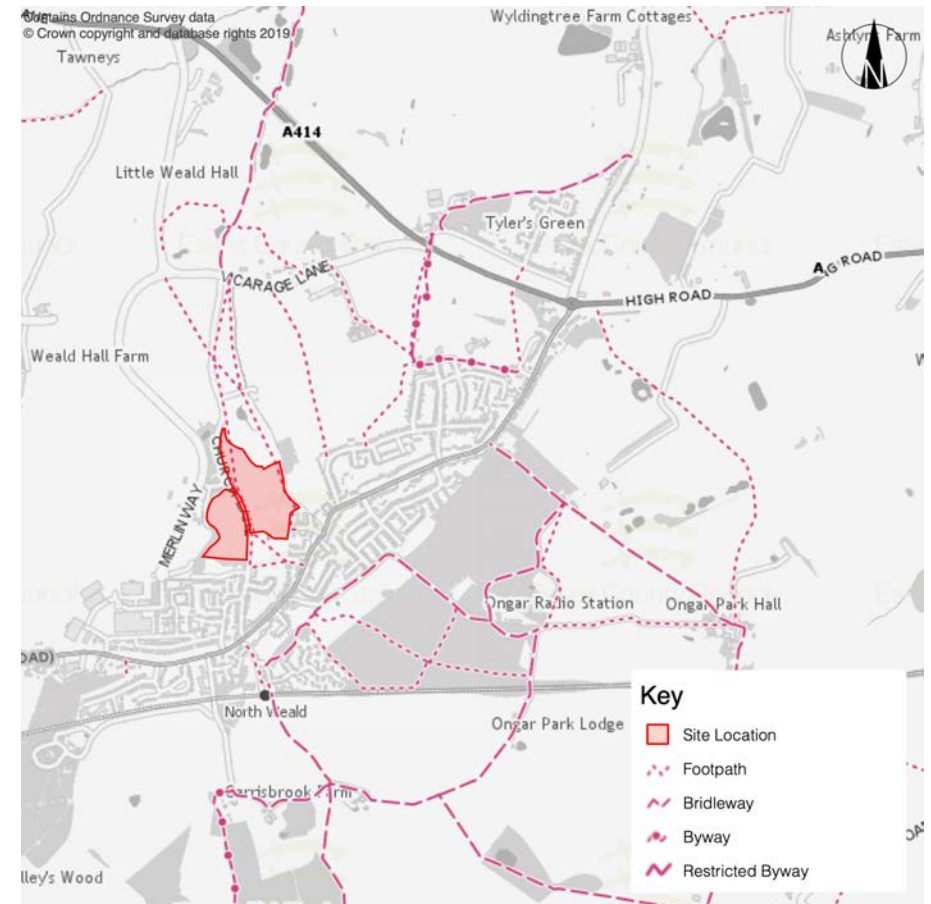 Contains Ordnance Survey data
© Crown copyright and database rights 2019
Wyldingtree Farm Cottages
Ashlyns Farm
N
Tawneys
A414
Little Weald Hall
Tyler's Green
VICARAGE LANE
A
ROAD
HIGH ROAD
Weald Hall Farm
CHURCH
MERLIN WAY
Ongar Radio Station
Ongar Park Hall
OAD)
North Weald
Ongar Park Lodge
Farm
lley's Wood
Key
Site Location
Footpath
Bridleway
Byway
Restricted Byway